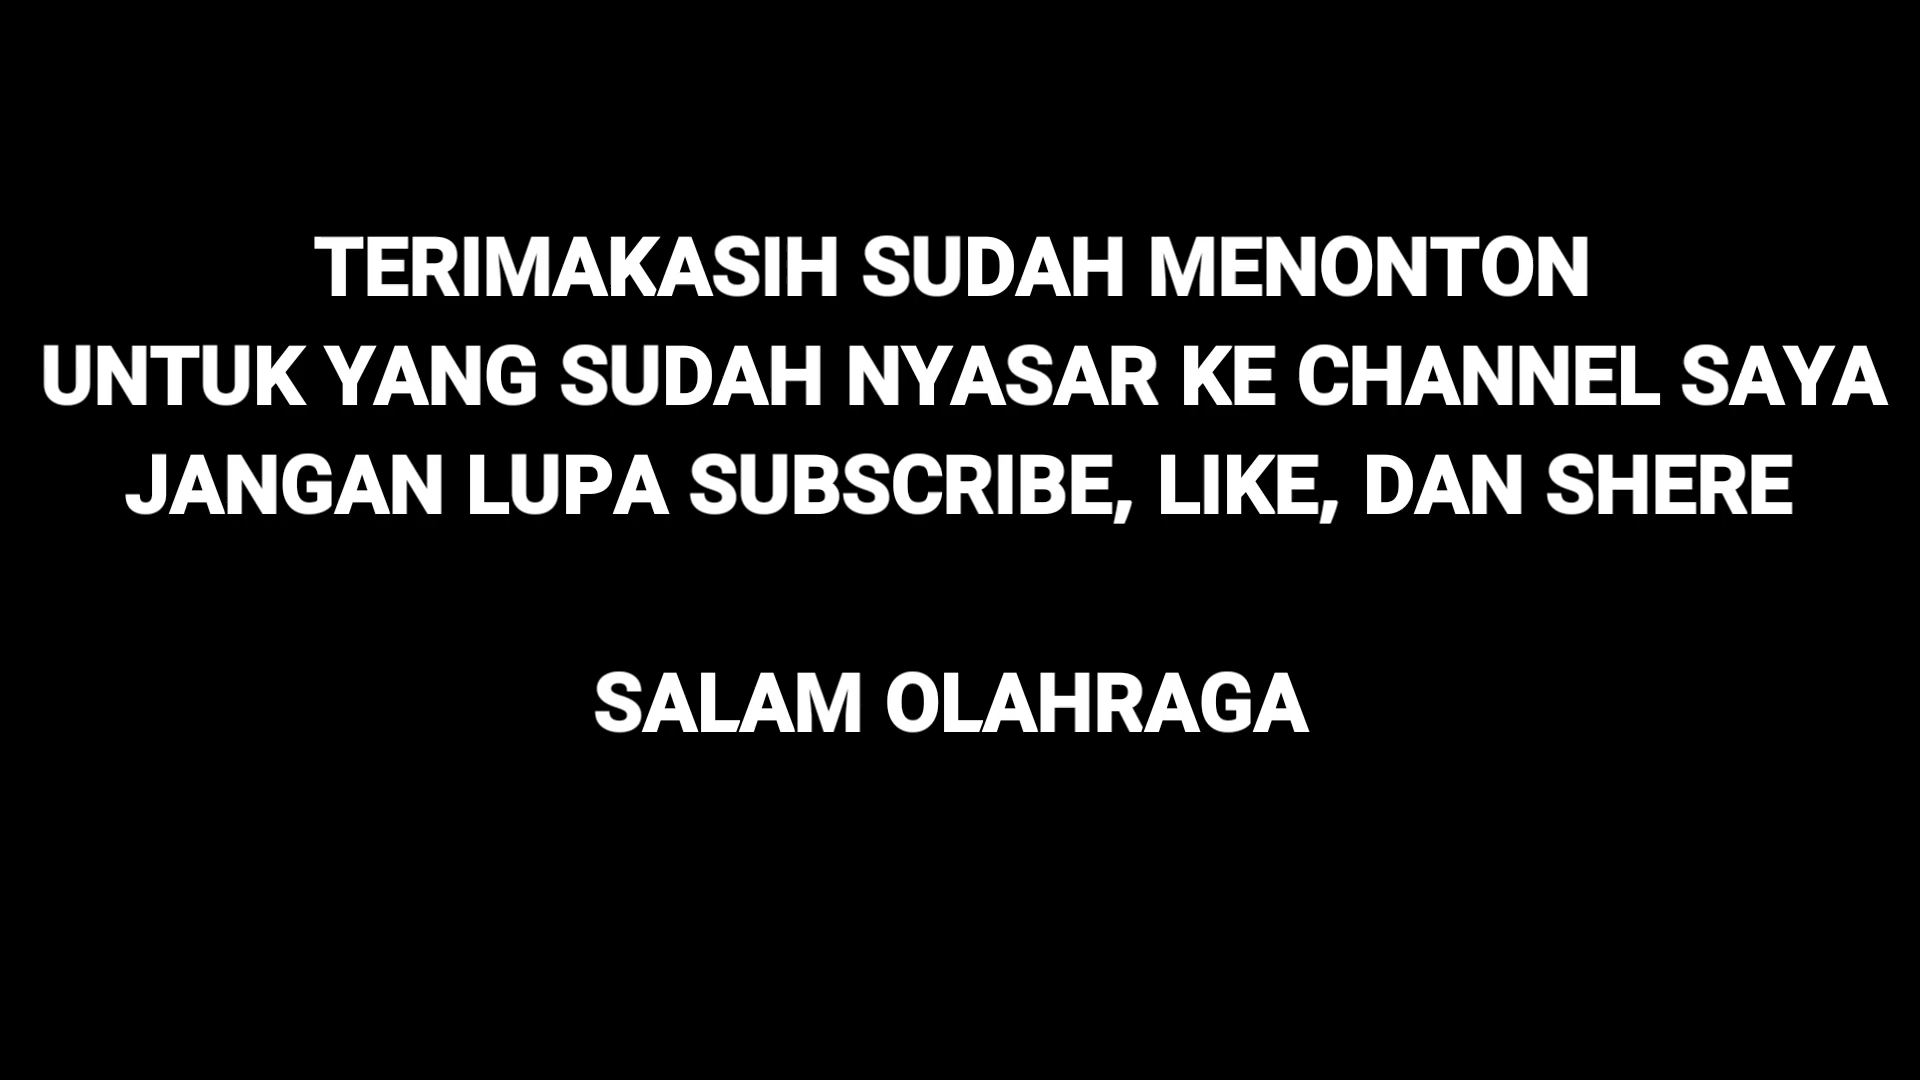 TERIMAKASIH SUDAH MENONTON
UNTUK YANG SUDAH NYASAR KE CHANNEL SAYA
JANGAN LUPA SUBSCRIBE, LIKE, DAN SHERE
SALAM OLAHRAGA